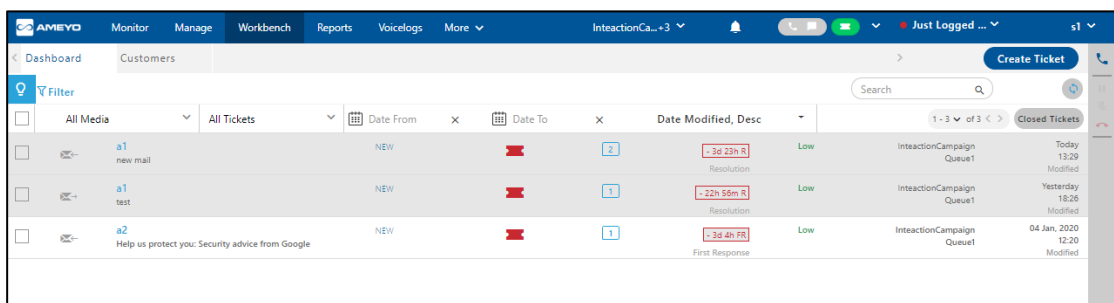 AMEYO Monitor Manage Workbench Reports Voicelogs More InteactionCa...+3 Just Logged ... s1
Dashboard Customers Create Ticket
Filter Search
All Media All Tickets Date From × Date To × Date Modified, Desc 1 - 3 of 3 Closed Tickets
a1 NEW 2 - 3d 23h R Low InteactionCampaign Today
new mail Queue1 13:29
Resolution Modified
a1 NEW 1 - 22h 56m R Low InteactionCampaign Yesterday
test Queue1 18:26
Resolution Modified
a2 NEW 1 - 3d 4h FR Low InteactionCampaign 04 Jan, 2020
Help us protect you: Security advice from Google Queue1 12:20
First Response Modified